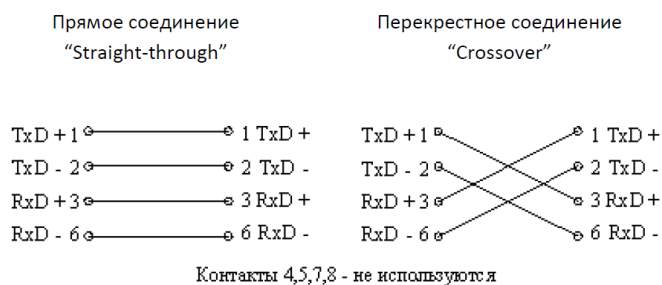 Прямое соединение
“Straight-through”
Перекрестное соединение
“Crossover”
TxD + 1 1 TxD +
TxD - 2 2 TxD -
RxD + 3 3 RxD +
RxD - 6 6 RxD -
TxD + 1 1 TxD +
TxD - 2 2 TxD -
RxD + 3 3 RxD +
RxD - 6 6 RxD -
Контакты 4,5,7,8 - не используются